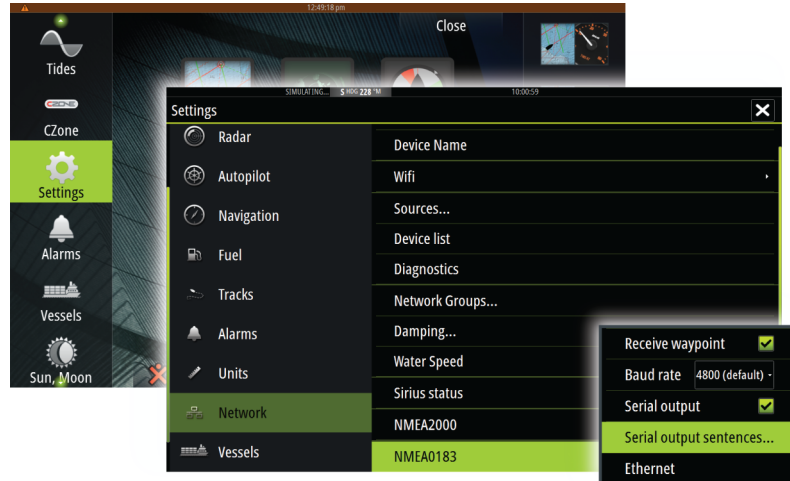 12:49:18 pm
Close
Tides
CZONE
CZone
Settings
Alarms
Vessels
Sun, Moon
SIMULATING... S HDG 228 °M
10:00:59
Settings
Radar
Autopilot
Navigation
Fuel
Tracks
Alarms
Units
Network
Vessels
Device Name
Wifi
Sources...
Device list
Diagnostics
Network Groups...
Damping...
Water Speed
Sirius status
NMEA2000
NMEA0183
Receive waypoint
Baud rate 4800 (default)
Serial output
Serial output sentences...
Ethernet